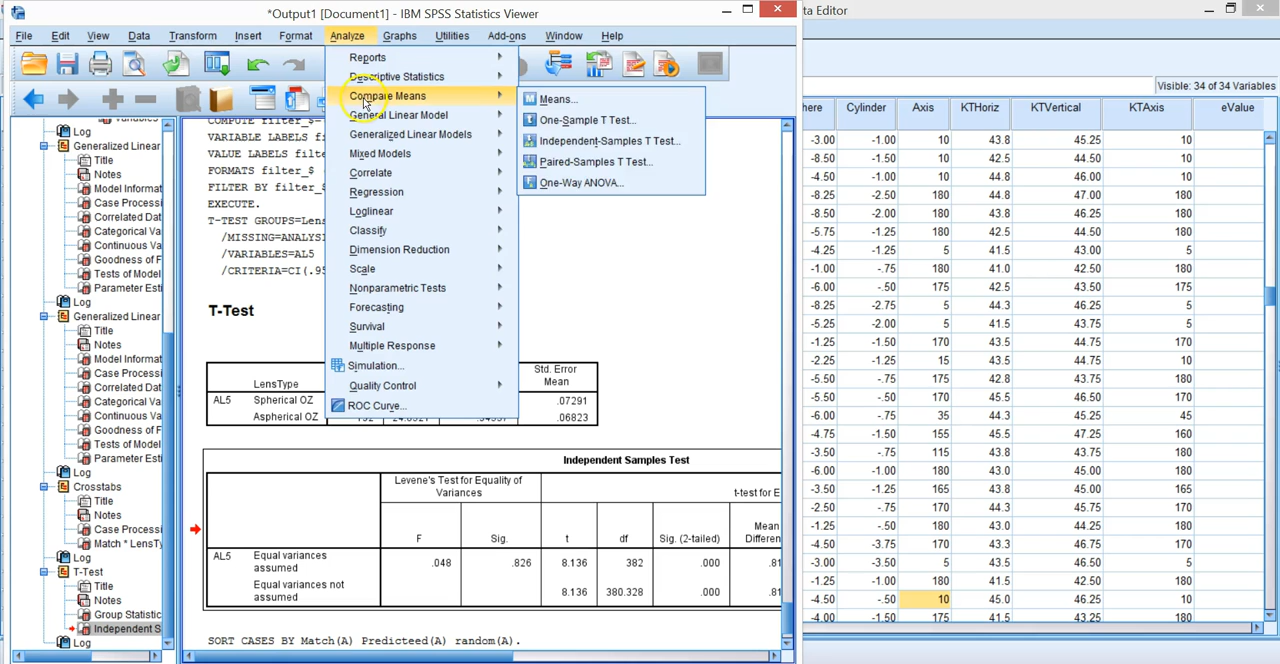 *Output1 [Document1] - IBM SPSS Statistics Viewer
ta Editor
File Edit View Data Transform Insert Format Analyze Graphs Utilities Add-ons Window Help
Reports
Descriptive Statistics
Compare Means
General Linear Model
Generalized Linear Models
Mixed Models
Correlate
Regression
Loglinear
Classify
Dimension Reduction
Scale
Nonparametric Tests
Forecasting
Survival
Multiple Response
Simulation...
Quality Control
ROC Curve...
Means...
One-Sample T Test...
Independent-Samples T Test...
Paired-Samples T Test...
One-Way ANOVA...
Log
Generalized Linear
Title
Notes
Model Informat
Case Processi
Correlated Dat
Categorical Va
Continuous Va
Goodness of F
Tests of Model
Parameter Esti
Log
Generalized Linear
Title
Notes
Model Informat
Case Processi
Correlated Dat
Categorical Va
Continuous Va
Goodness of F
Tests of Model
Parameter Esti
Log
Crosstabs
Title
Notes
Case Processi
Match * LensTy
Log
T-Test
Title
Notes
Group Statistic
Independent S
Log
COMPUTE filter_$=
VARIABLE LABELS fi
VALUE LABELS filte
FORMATS filter_$ (
FILTER BY filter_$
EXECUTE.
T-TEST GROUPS=Lens
/MISSING=ANALYSI
/VARIABLES=AL5
/CRITERIA=CI(.95
T-Test
LensType Std. Error Mean
AL5 Spherical OZ .07291
Aspherical OZ .06823
Independent Samples Test
Levene's Test for Equality of Variances t-test for E
F Sig. t df Sig. (2-tailed) Mean Differen
AL5 Equal variances assumed .048 .826 8.136 382 .000 .81
Equal variances not assumed 8.136 380.328 .000 .81
SORT CASES BY Match(A) Predicteed(A) random(A).
Visible: 34 of 34 Variables
here Cylinder Axis KTHoriz KTVertical KTAxis eValue
-3.00 -1.00 10 43.8 45.25 10
-8.50 -1.50 10 42.5 44.50 10
-4.50 -1.00 10 44.8 46.00 10
-8.25 -2.50 180 44.8 47.00 180
-8.50 -2.00 180 43.8 46.25 180
-5.75 -1.25 180 42.5 44.50 180
-4.25 -1.25 5 41.5 43.00 5
-1.00 -.75 180 41.0 42.50 180
-6.00 -.50 175 42.5 43.50 175
-8.25 -2.75 5 44.3 46.25 5
-5.25 -2.00 5 41.5 43.75 5
-1.75 -1.50 170 43.5 44.75 170
-2.25 -1.25 15 43.5 44.75 10
-5.50 -.75 175 42.8 43.75 175
-5.50 -.50 5 41.5 43.75 5
-6.00 -.75 35 44.3 46.25 45
-4.75 -1.50 155 45.5 47.25 160
-3.50 -.75 115 43.8 43.75 115
-6.00 -1.00 180 43.0 45.00 180
-3.50 -1.25 165 43.8 45.00 165
-2.50 -.50 170 44.3 45.75 170
-1.25 -.50 180 43.0 44.25 180
-4.50 -3.75 170 43.3 46.75 170
-3.50 -3.00 5 43.5 46.50 5
-1.25 -1.00 180 41.5 42.50 180
-4.50 -.50 10 45.0 46.25 10
-4.00 -1.50 175 41.5 43.25 180